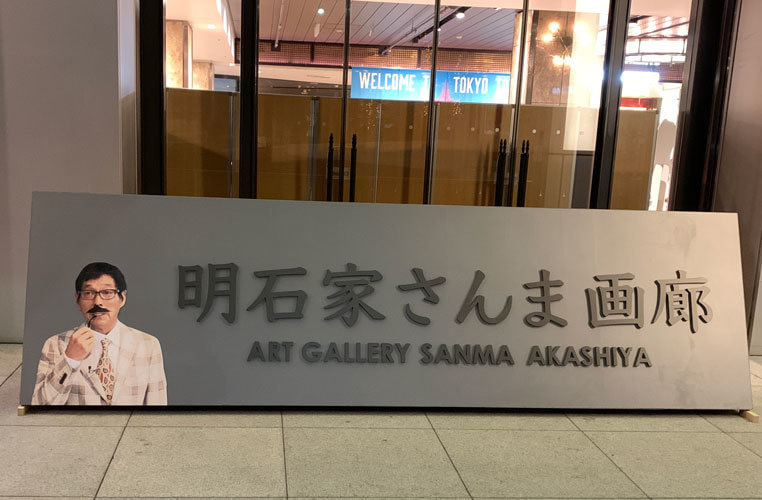 WELCOME T TOKYO T
明石家さんま画廊
ART GALLERY SANMA AKASHIYA